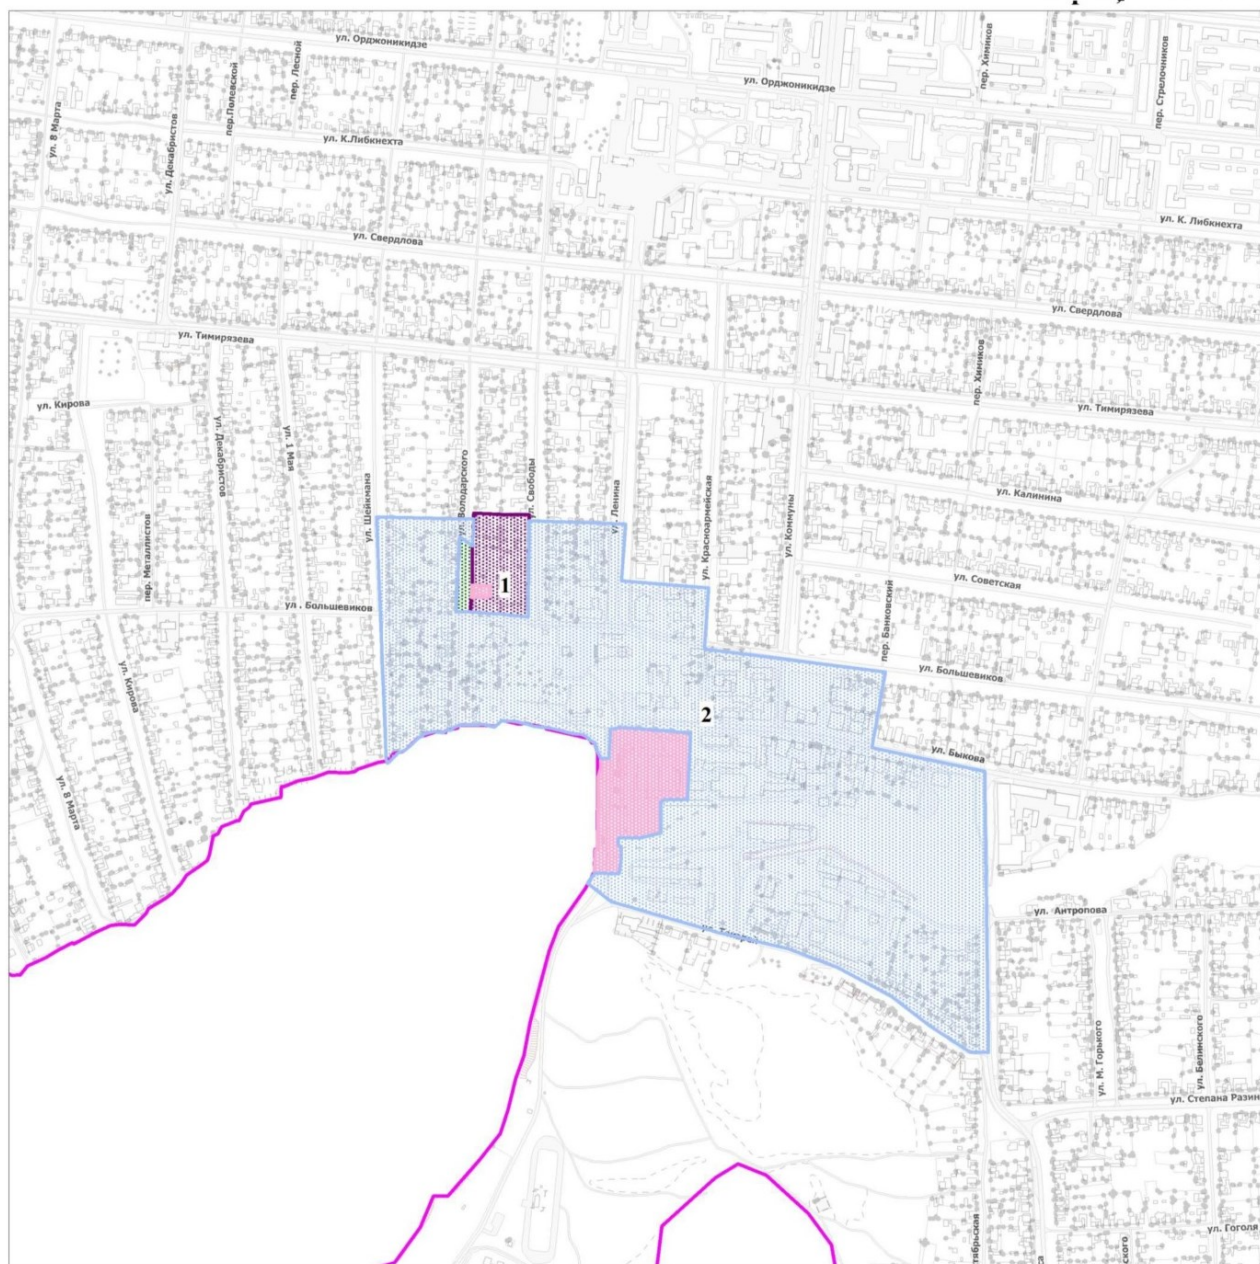 ул. Орджоникидзе
пер. Лесной
пер. Химиков
пер. Стрелочников
ул. Орджоникидзе
пер.Полевской
ул. 8 Марта
ул. Декабристов
ул. К.Либкнехта
ул. К. Либкнехта
ул. Свердлова
ул. Свердлова
ул. Тимирязева
пер. Химиков
ул. Кирова
ул. Тимирязева
ул. Декабристов
ул. 1 Мая
ул. Шейкмана
ул. Володарского
ул. Свободы
ул. Ленина
ул. Красноармейская
ул. Коммуны
ул. Калинина
пер. Металлистов
1
ул. Советская
пер. Банковский
ул . Большевиков
ул. Большевиков
ул. Кирова
2
ул. Быкова
ул. 8 Марта
ул. Антропова
ул. М. Горького
ул. Белинского
ул. Степана Разин
тябрьская
ул. Гоголя
ского